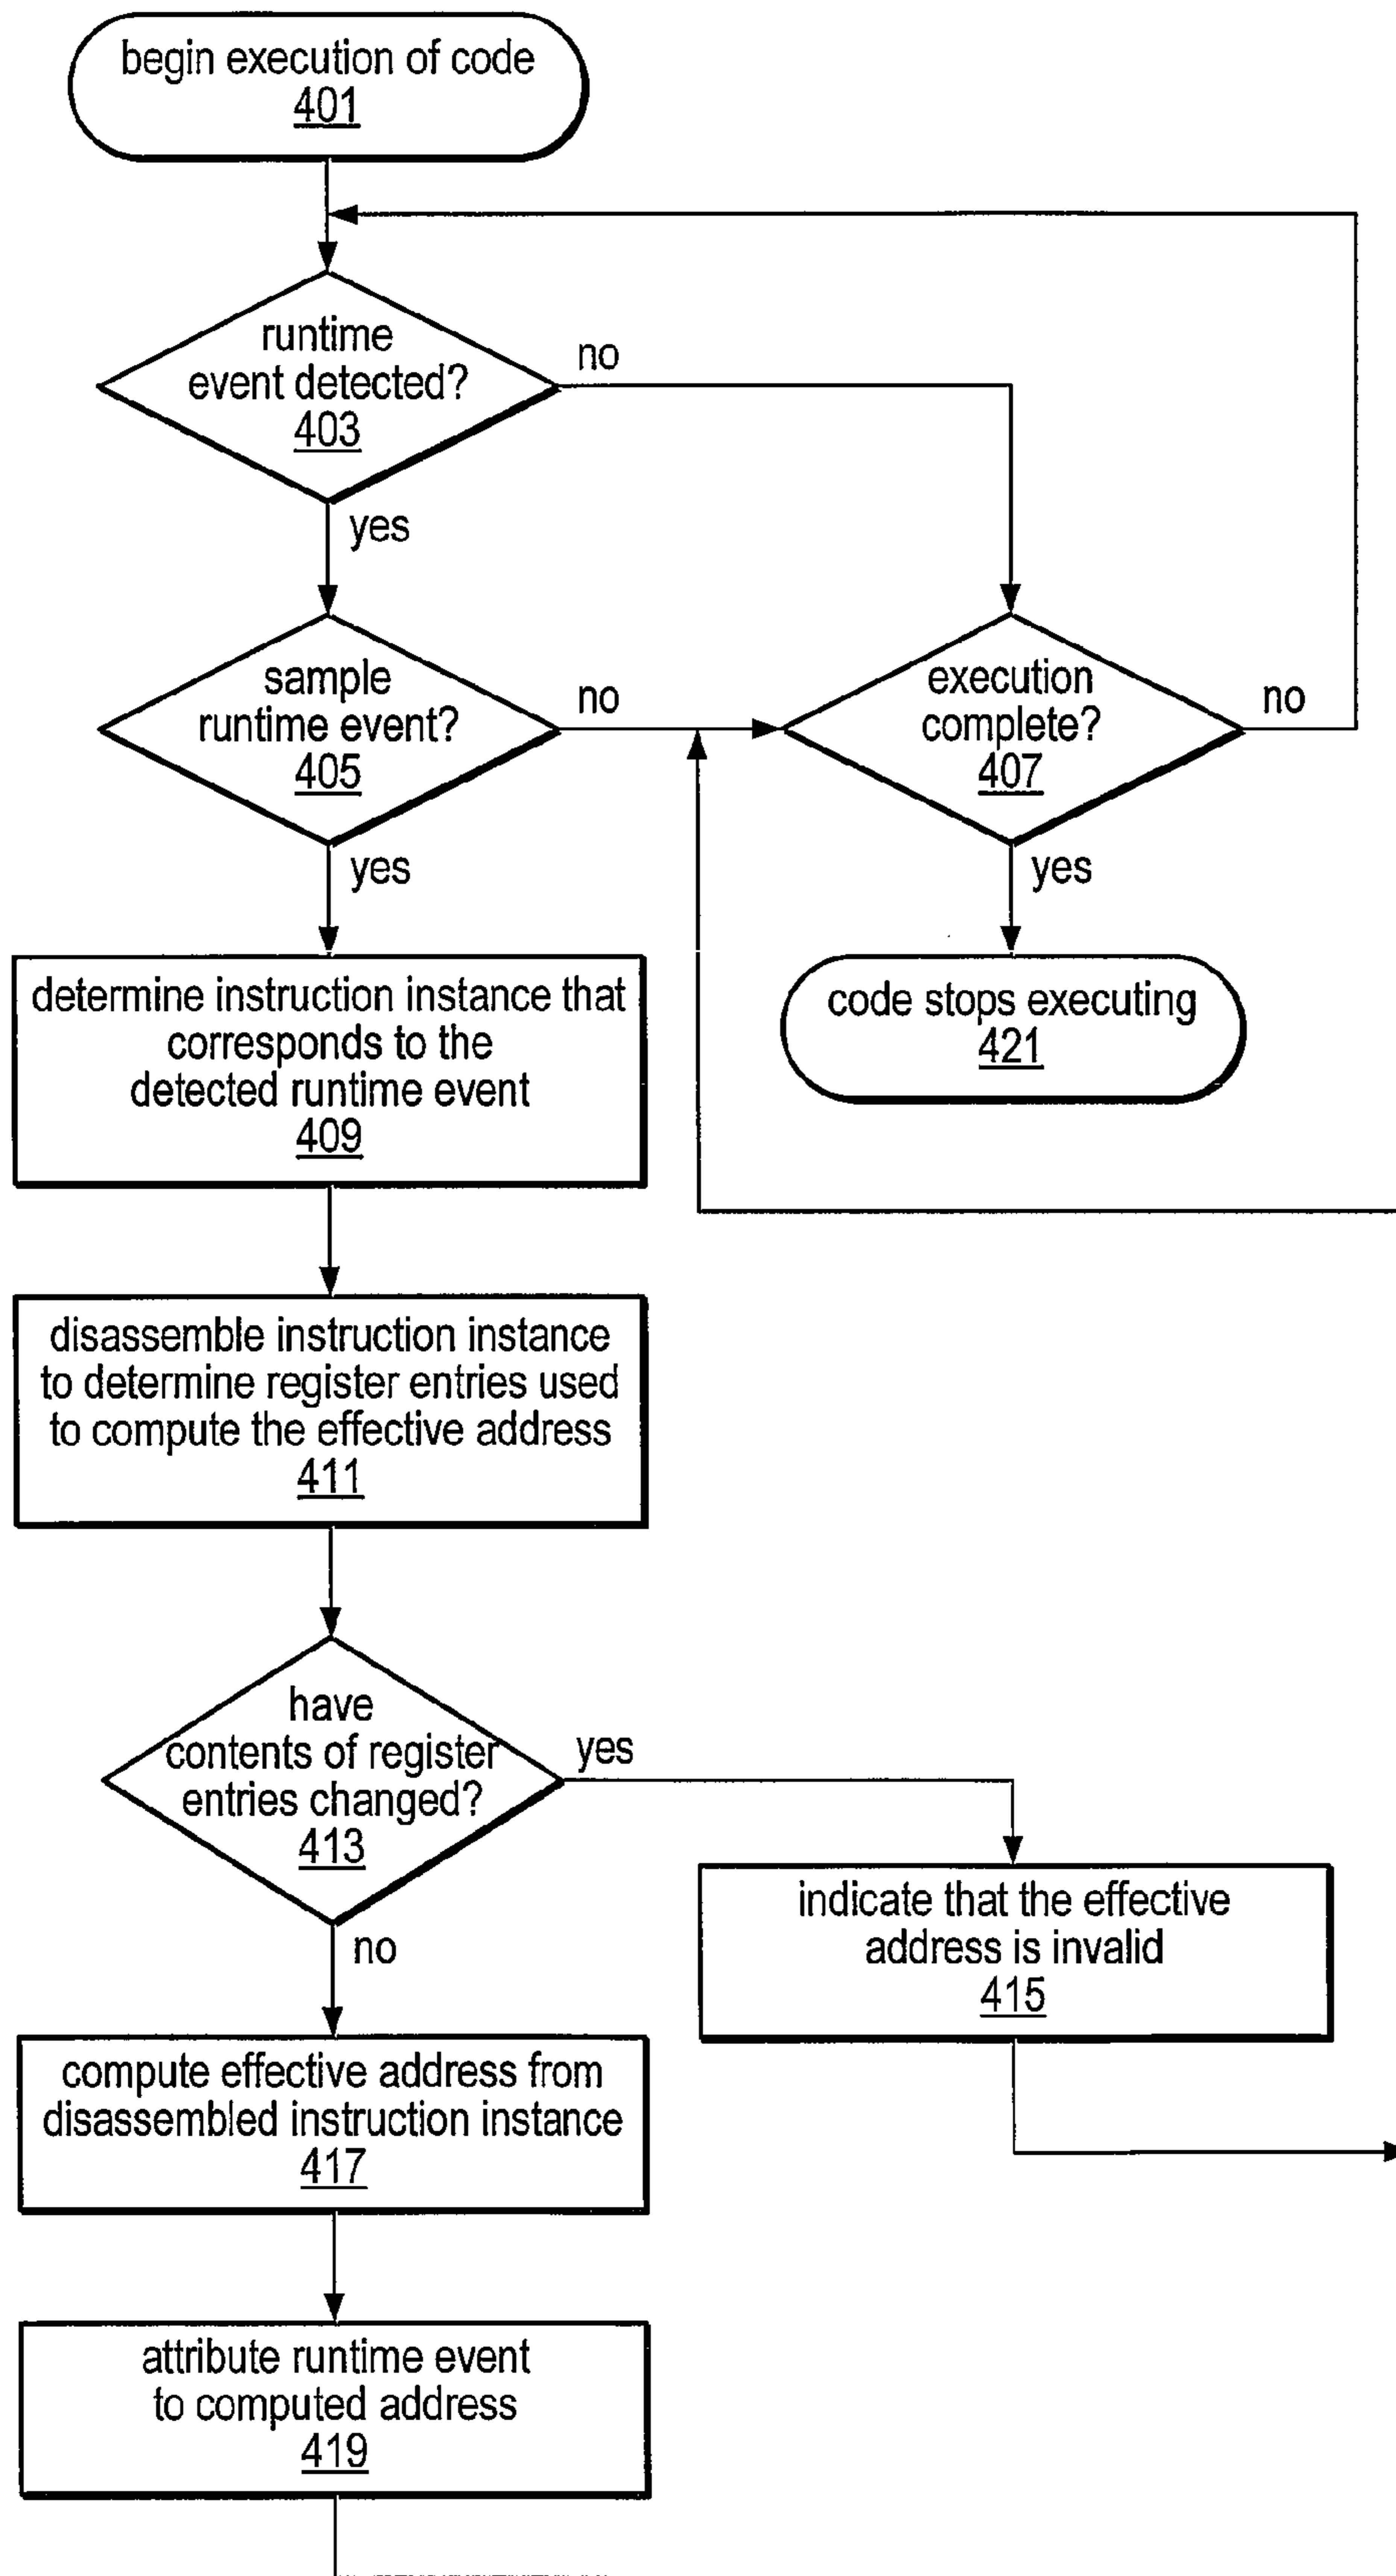 begin execution of code
401
runtime
event detected?
403
no
yes
sample
runtime event?
405
no
yes
execution
complete?
407
no
yes
determine instruction instance that
corresponds to the
detected runtime event
409
code stops executing
421
disassemble instruction instance
to determine register entries used
to compute the effective address
411
have
contents of register
entries changed?
413
yes
no
indicate that the effective
address is invalid
415
compute effective address from
disassembled instruction instance
417
attribute runtime event
to computed address
419